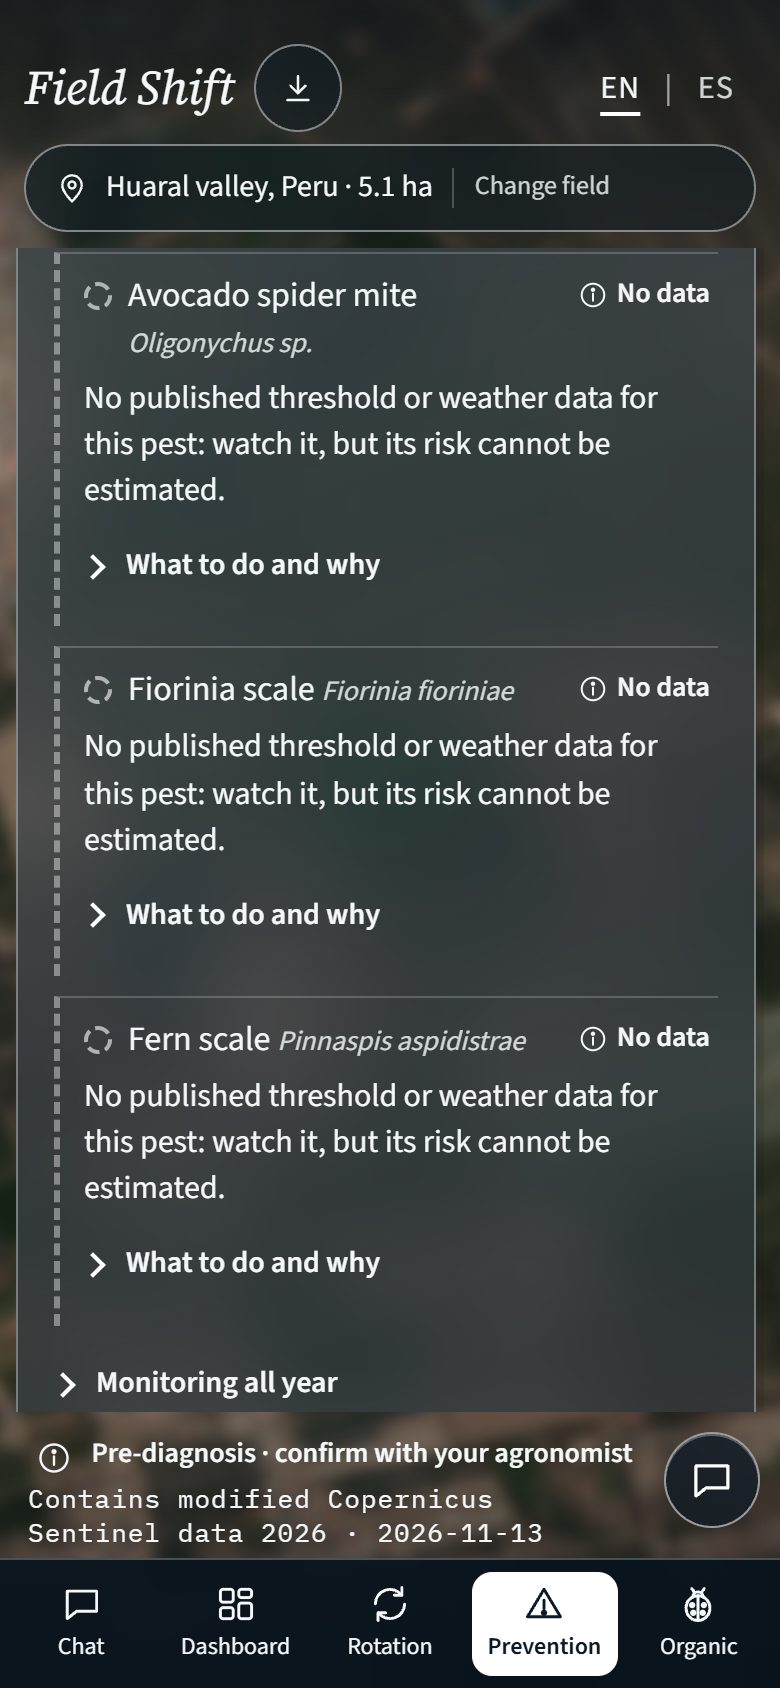 Field Shift
EN | ES
Huaral valley, Peru · 5.1 ha | Change field
Avocado spider mite
No data
Oligonychus sp.
No published threshold or weather data for
this pest: watch it, but its risk cannot be
estimated.
What to do and why
Fiorinia scale Fiorinia fioriniae
No data
No published threshold or weather data for
this pest: watch it, but its risk cannot be
estimated.
What to do and why
Fern scale Pinnaspis aspidistrae
No data
No published threshold or weather data for
this pest: watch it, but its risk cannot be
estimated.
What to do and why
Monitoring all year
Pre-diagnosis · confirm with your agronomist
Contains modified Copernicus
Sentinel data 2026 · 2026-11-13
Chat
Dashboard
Rotation
Prevention
Organic